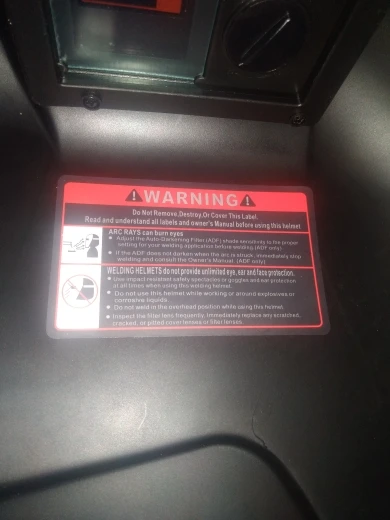 WARNING
Do Not Remove,Destroy,Or Cover This Label
Read and understand all labels and owner's Manual before using this helmet
ARC RAYS can burn eyes
● Adjust the Auto-Darkening Filter (ADF) shade sensitivity to the proper
setting for your welding application before welding. (ADF only)
● If the ADF does not darken when the arc is struck. Immediately stop
welding and consult the Owner's Manual. (ADF only)
WELDING HELMETS do not provide unlimited eye, ear and face protection.
● Use impact resistant safety spectacles or goggles and ear protection
at all times when using this welding helmet.
● Do not use this helmet while working or around explosives or
corrosive liquids
● Do not weld in the overhead position while using this helmet.
● Inspect the filter lens frequently. Immediately replace any scratched,
cracked, or pitted cover lenses or filter lenses.